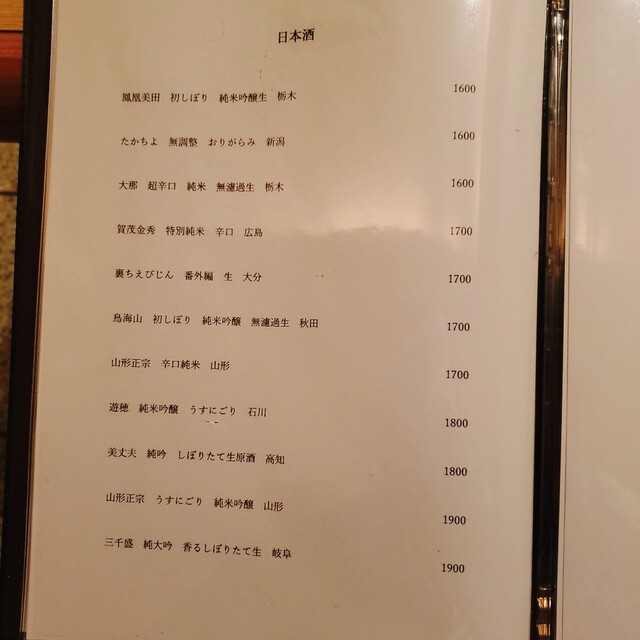 日本酒
鳳凰美田 初しぼり 純米吟醸生 栃木 1600
たかちよ 無調整 おりがらみ 新潟 1600
大那 超辛口 純米 無濾過生 栃木 1600
賀茂金秀 特別純米 辛口 広島 1700
裏ちえびじん 番外編 生 大分 1700
鳥海山 初しぼり 純米吟醸 無濾過生 秋田 1700
山形正宗 辛口純米 山形 1700
遊穂 純米吟醸 うすにごり 石川 1800
美丈夫 純吟 しぼりたて生原酒 高知 1800
山形正宗 うすにごり 純米吟醸 山形 1900
三千盛 純大吟 香るしぼりたて生 岐阜 1900